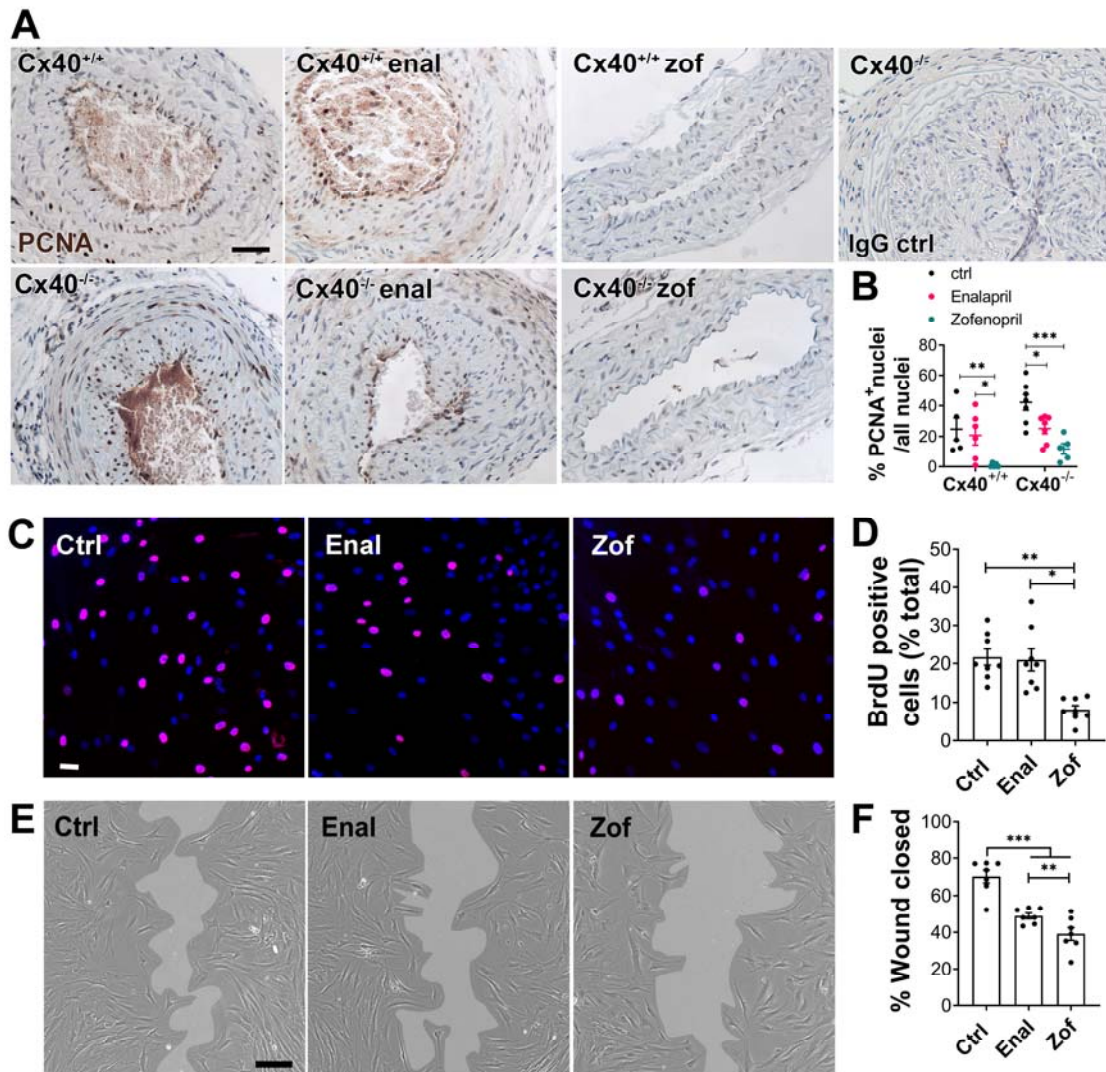 A
Cx40+/+
Cx40+/+ enal
Cx40+/+ zof
Cx40-/-
PCNA
IgG ctrl
Cx40-/-
Cx40-/- enal
Cx40-/- zof
B
ctrl
Enalapril
Zofenopril
% PCNA+nuclei
/all nuclei
80
60
40
20
0
**
*
***
*
Cx40+/+
Cx40-/-
C
Ctrl
Enal
Zof
D
BrdU positive
cells (% total)
50
40
30
20
10
0
**
*
Ctrl
Enal
Zof
E
Ctrl
Enal
Zof
F
% Wound closed
100
80
60
40
20
0
***
**
Ctrl
Enal
Zof